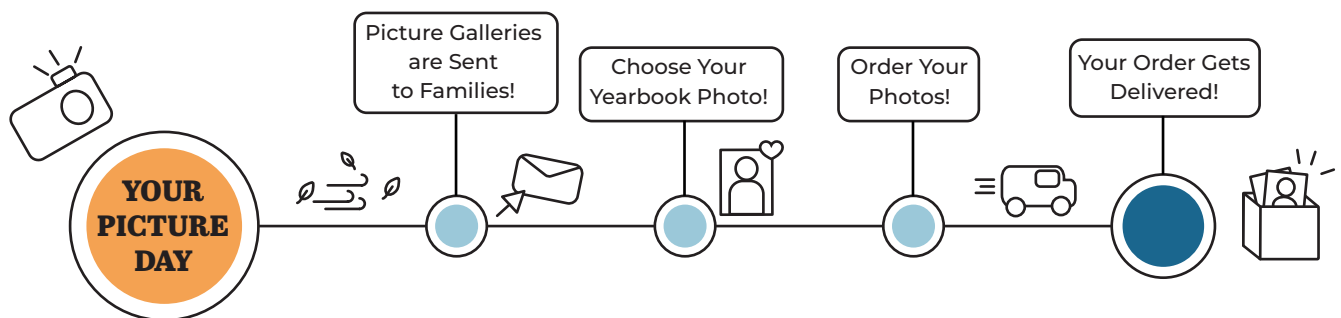 YOUR
PICTURE
DAY
Picture Galleries
are Sent
to Families!
Choose Your
Yearbook Photo!
Order Your
Photos!
Your Order Gets
Delivered!